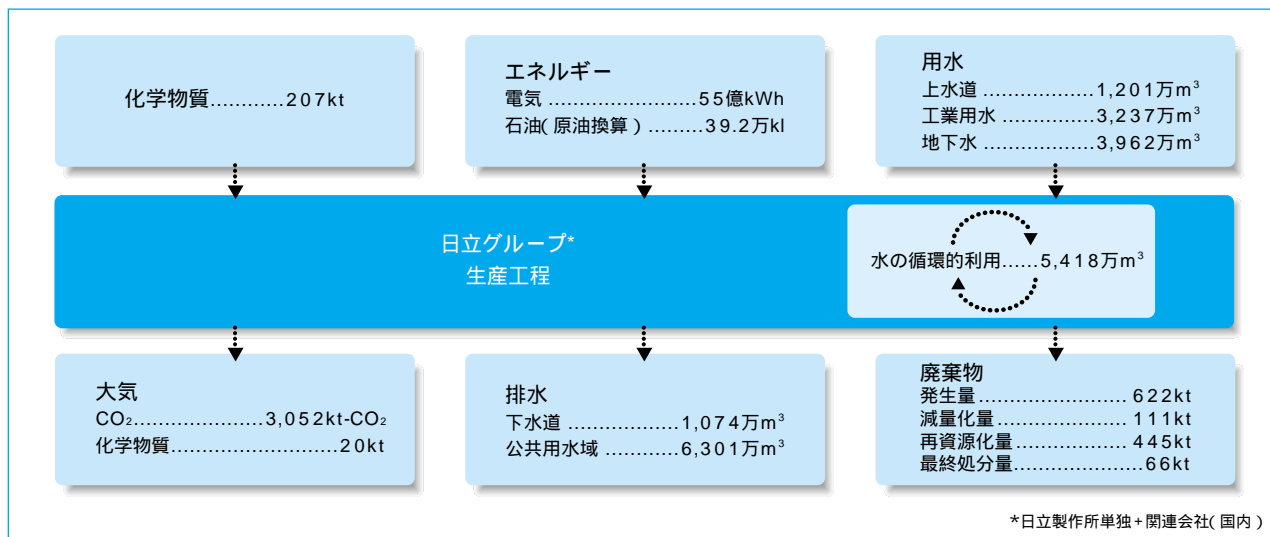 化学物質............207kt
エネルギー
電気......................55億kWh
石油(原油換算).........39.2万kl
用水
上水道..................1,201万m³
工業用水................3,237万m³
地下水..................3,962万m³
日立グループ*
生産工程
水の循環的利用......5,418万m³
大気
CO₂......................3,052kt-CO₂
化学物質............................20kt
排水
下水道....................1,074万m³
公共用水域............6,301万m³
廃棄物
発生量.........................622kt
減量化量......................111kt
再資源化量...................445kt
最終処分量......................66kt
*日立製作所単独+関連会社(国内)